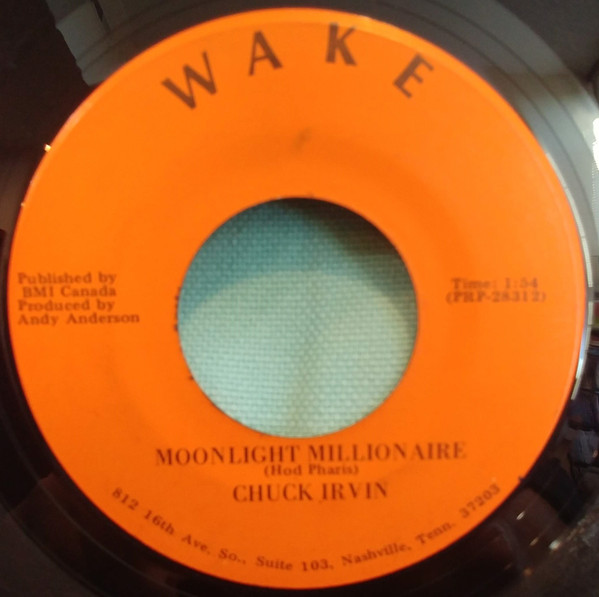 WAKE
Published by
BMI Canada
Produced by
Andy Anderson
Time: 1:54
(PRP-28312)
MOONLIGHT MILLIONAIRE
(Hod Pharis)
CHUCK IRVIN
812 16th Ave. So., Suite 103, Nashville, Tenn. 37203